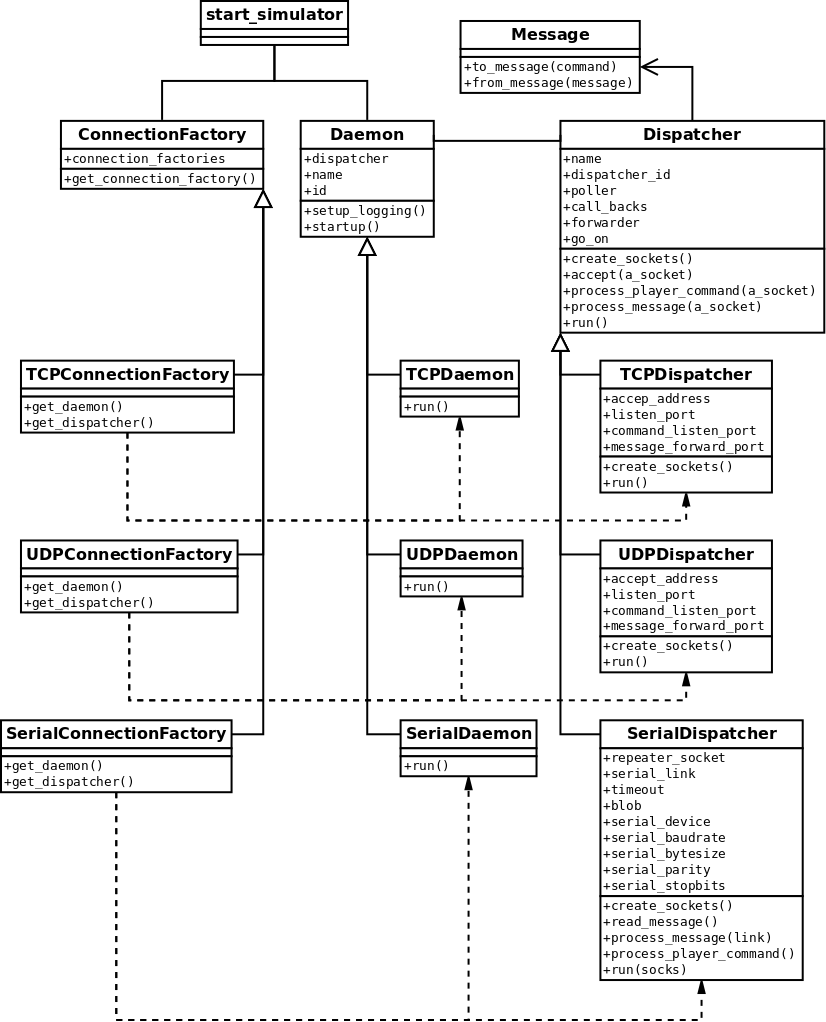 start_simulator
Message
+to_message(command)
+from_message(message)
ConnectionFactory
+connection_factories
+get_connection_factory()
Daemon
+dispatcher
+name
+id
+setup_logging()
+startup()
Dispatcher
+name
+dispatcher_id
+poller
+call_backs
+forwarder
+go_on
+create_sockets()
+accept(a_socket)
+process_player_command(a_socket)
+process_message(a_socket)
+run()
TCPConnectionFactory
+get_daemon()
+get_dispatcher()
TCPDaemon
+run()
TCPDispatcher
+accep_address
+listen_port
+command_listen_port
+message_forward_port
+create_sockets()
+run()
UDPConnectionFactory
+get_daemon()
+get_dispatcher()
UDPDaemon
+run()
UDPDispatcher
+accept_address
+listen_port
+command_listen_port
+message_forward_port
+create_sockets()
+run()
SerialConnectionFactory
+get_daemon()
+get_dispatcher()
SerialDaemon
+run()
SerialDispatcher
+repeater_socket
+serial_link
+timeout
+blob
+serial_device
+serial_baudrate
+serial_bytesize
+serial_parity
+serial_stopbits
+create_sockets()
+read_message()
+process_message(link)
+process_player_command()
+run(socks)